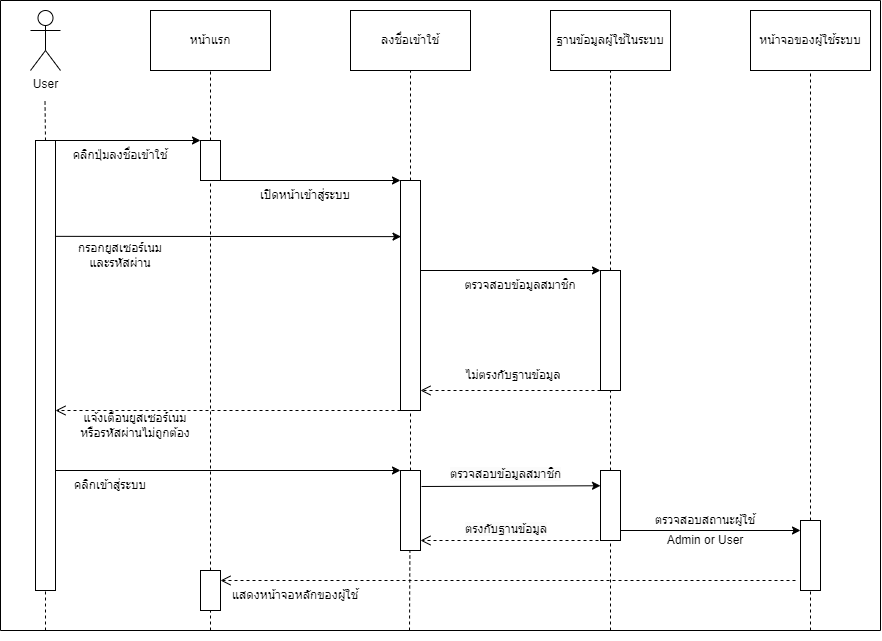 User
หน้าแรก
ลงชื่อเข้าใช้
ฐานข้อมูลผู้ใช้ในระบบ
หน้าจอของผู้ใช้ระบบ
คลิกปุ่มลงชื่อเข้าใช้
เปิดหน้าเข้าสู่ระบบ
กรอกยูสเซอร์เนม
และรหัสผ่าน
ตรวจสอบข้อมูลสมาชิก
ไม่ตรงกับฐานข้อมูล
แจ้งเตือนยูสเซอร์เนม
หรือรหัสผ่านไม่ถูกต้อง
คลิกเข้าสู่ระบบ
ตรวจสอบข้อมูลสมาชิก
ตรงกับฐานข้อมูล
ตรวจสอบสถานะผู้ใช้
Admin or User
แสดงหน้าจอหลักของผู้ใช้